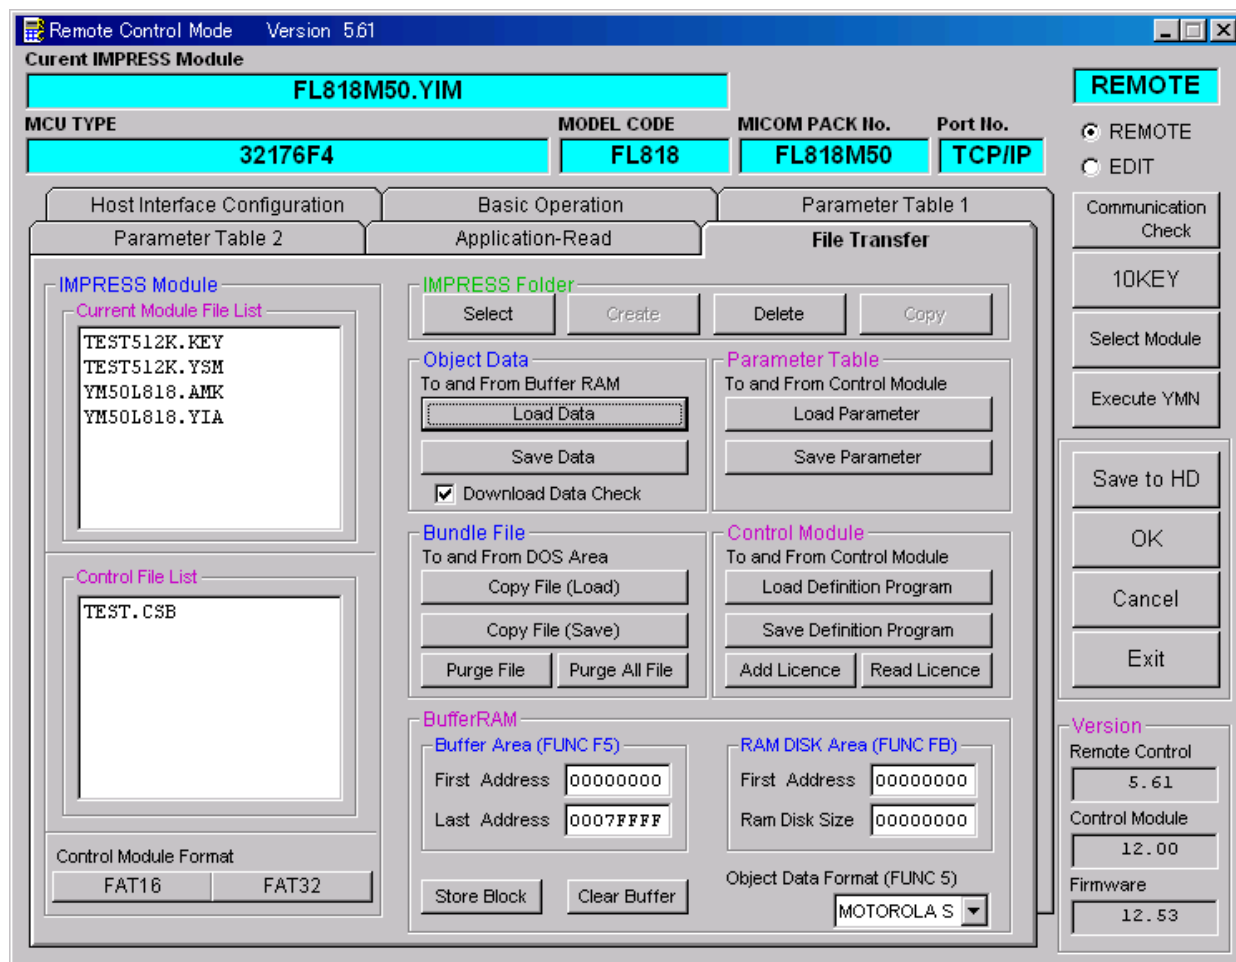 Remote Control Mode Version 5.61
Curent IMPRESS Module
FL818M50.YIM
REMOTE
MCU TYPE
MODEL CODE
MICOM PACK No.
Port No.
32176F4
FL818
FL818M50
TCP/IP
REMOTE
EDIT
Host Interface Configuration
Basic Operation
Parameter Table 1
Parameter Table 2
Application-Read
File Transfer
IMPRESS Module
Current Module File List
TEST512K.KEY
TEST512K.YSM
YM50L818.AMK
YM50L818.YIA
Control File List
TEST.CSB
Control Module Format
FAT16
FAT32
IMPRESS Folder
Select
Create
Delete
Copy
Object Data
To and From Buffer RAM
Load Data
Save Data
Download Data Check
Parameter Table
To and From Control Module
Load Parameter
Save Parameter
Bundle File
To and From DOS Area
Copy File (Load)
Copy File (Save)
Purge File
Purge All File
Control Module
To and From Control Module
Load Definition Program
Save Definition Program
Add Licence
Read Licence
BufferRAM
Buffer Area (FUNC F5)
First Address 00000000
Last Address 0007FFFF
RAM DISK Area (FUNC FB)
First Address 00000000
Ram Disk Size 00000000
Store Block
Clear Buffer
Object Data Format (FUNC 5)
MOTOROLA S
Communication
Check
10KEY
Select Module
Execute YMN
Save to HD
OK
Cancel
Exit
Version
Remote Control
5.61
Control Module
12.00
Firmware
12.53